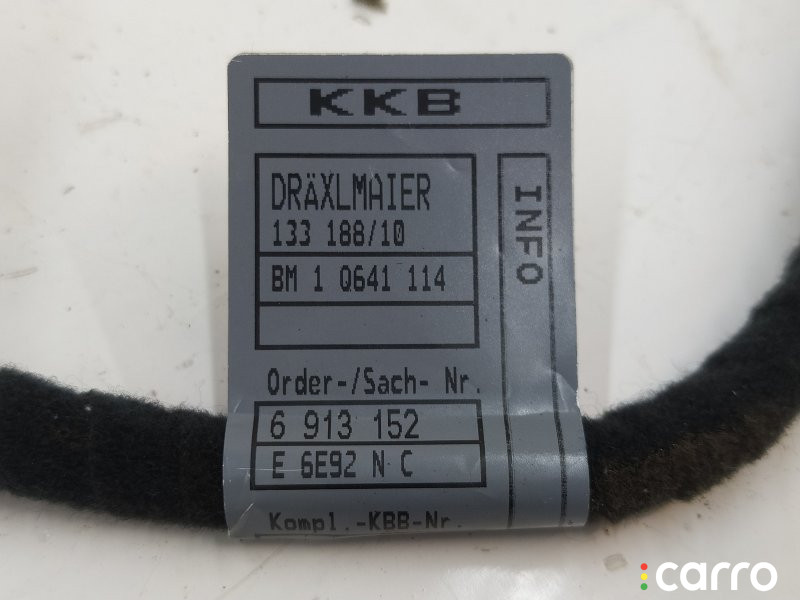 KKB
DRÄXLMAIER
133 188/10
BM 1 Q641 114
INFO
Order-/Sach- Nr.
6 913 152
E 6E92 N C
Kompl.-KBB-Nr.
carro